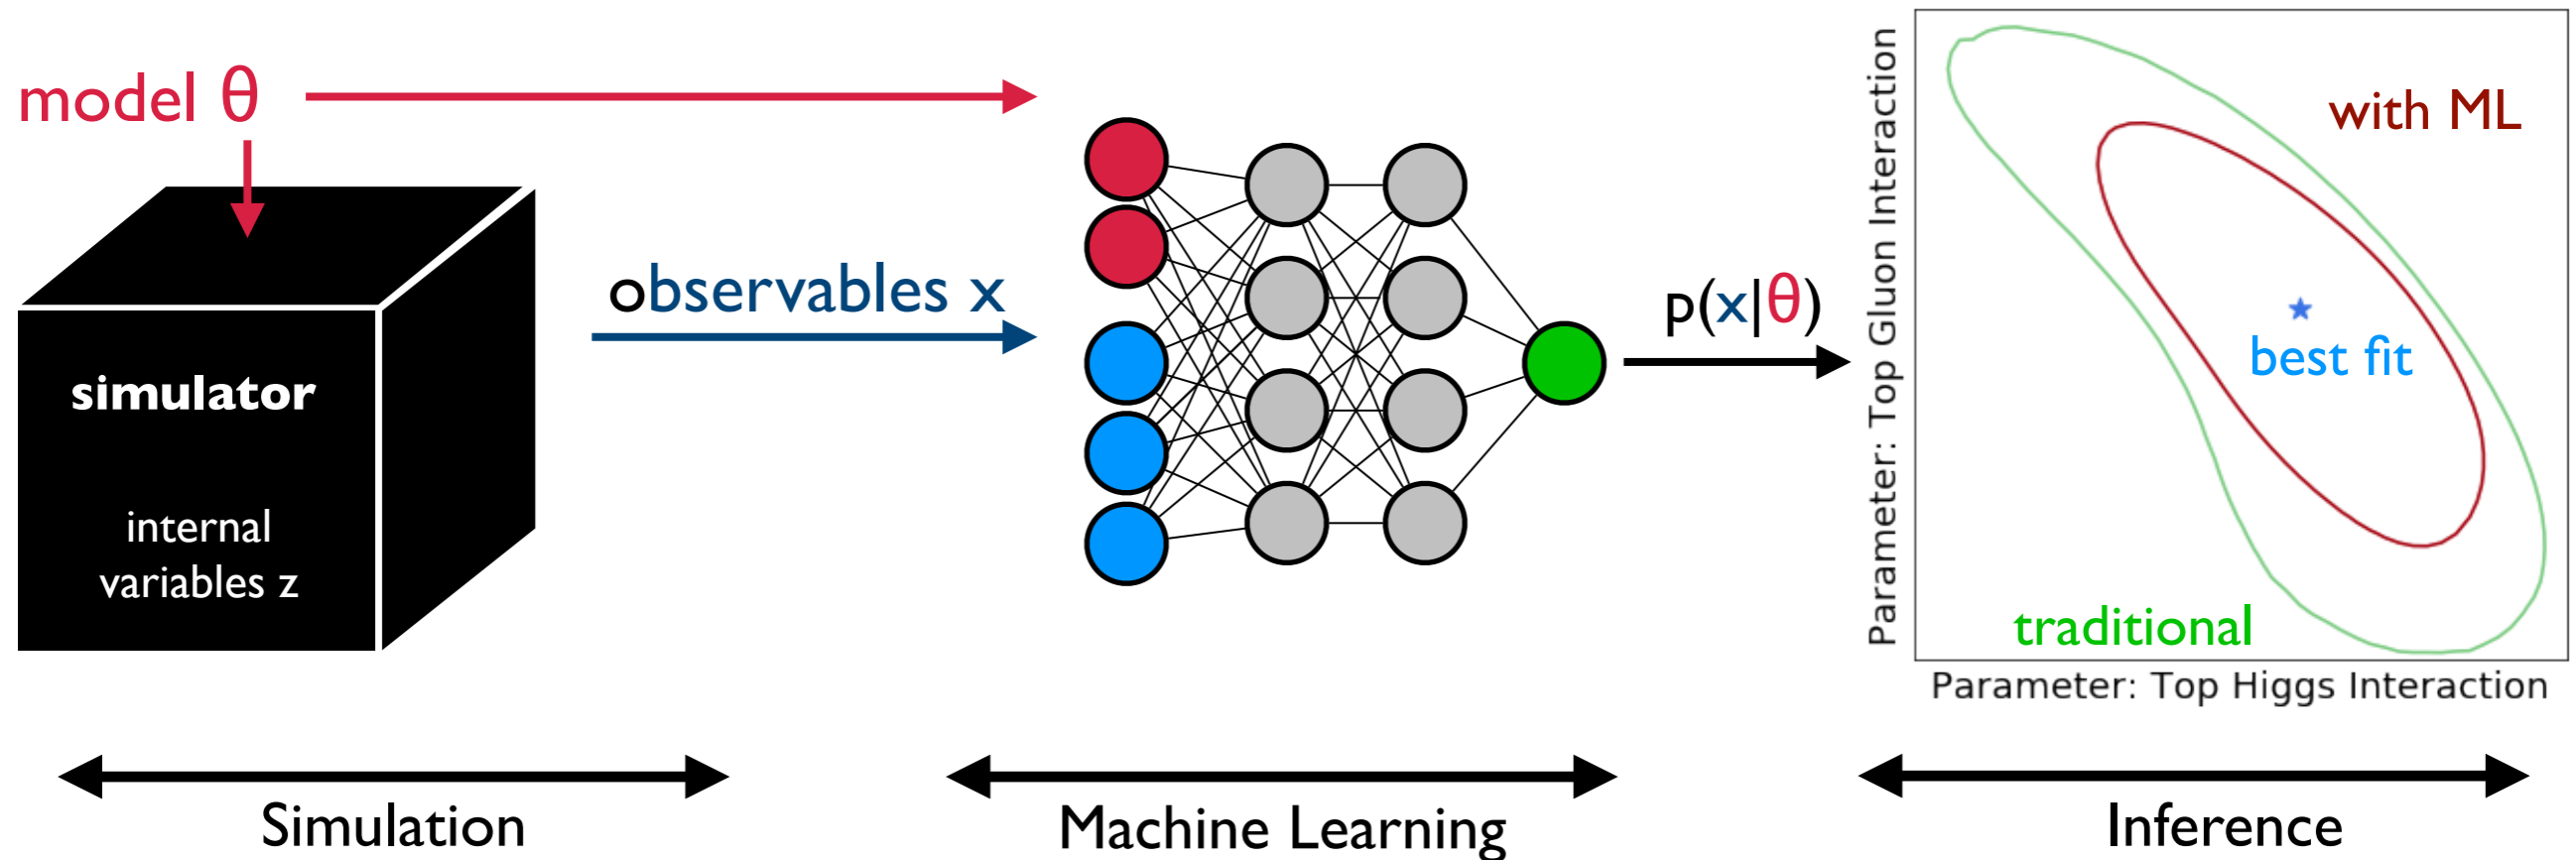 model θ
simulator
internal
variables z
observables x
p(x|θ)
Parameter: Top Gluon Interaction
with ML
best fit
traditional
Parameter: Top Higgs Interaction
Simulation
Machine Learning
Inference